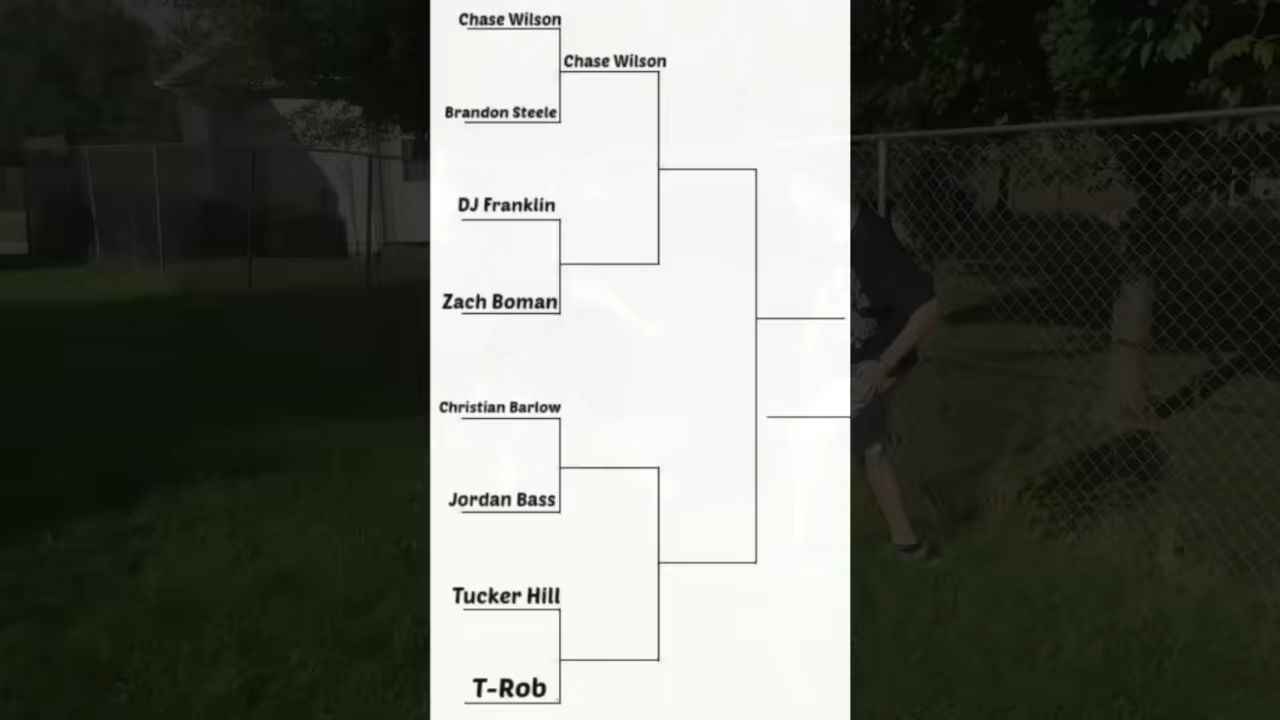 Chase Wilson
Chase Wilson
Brandon Steele
DJ Franklin
Zach Boman
Christian Barlow
Jordan Bass
Tucker Hill
T-Rob